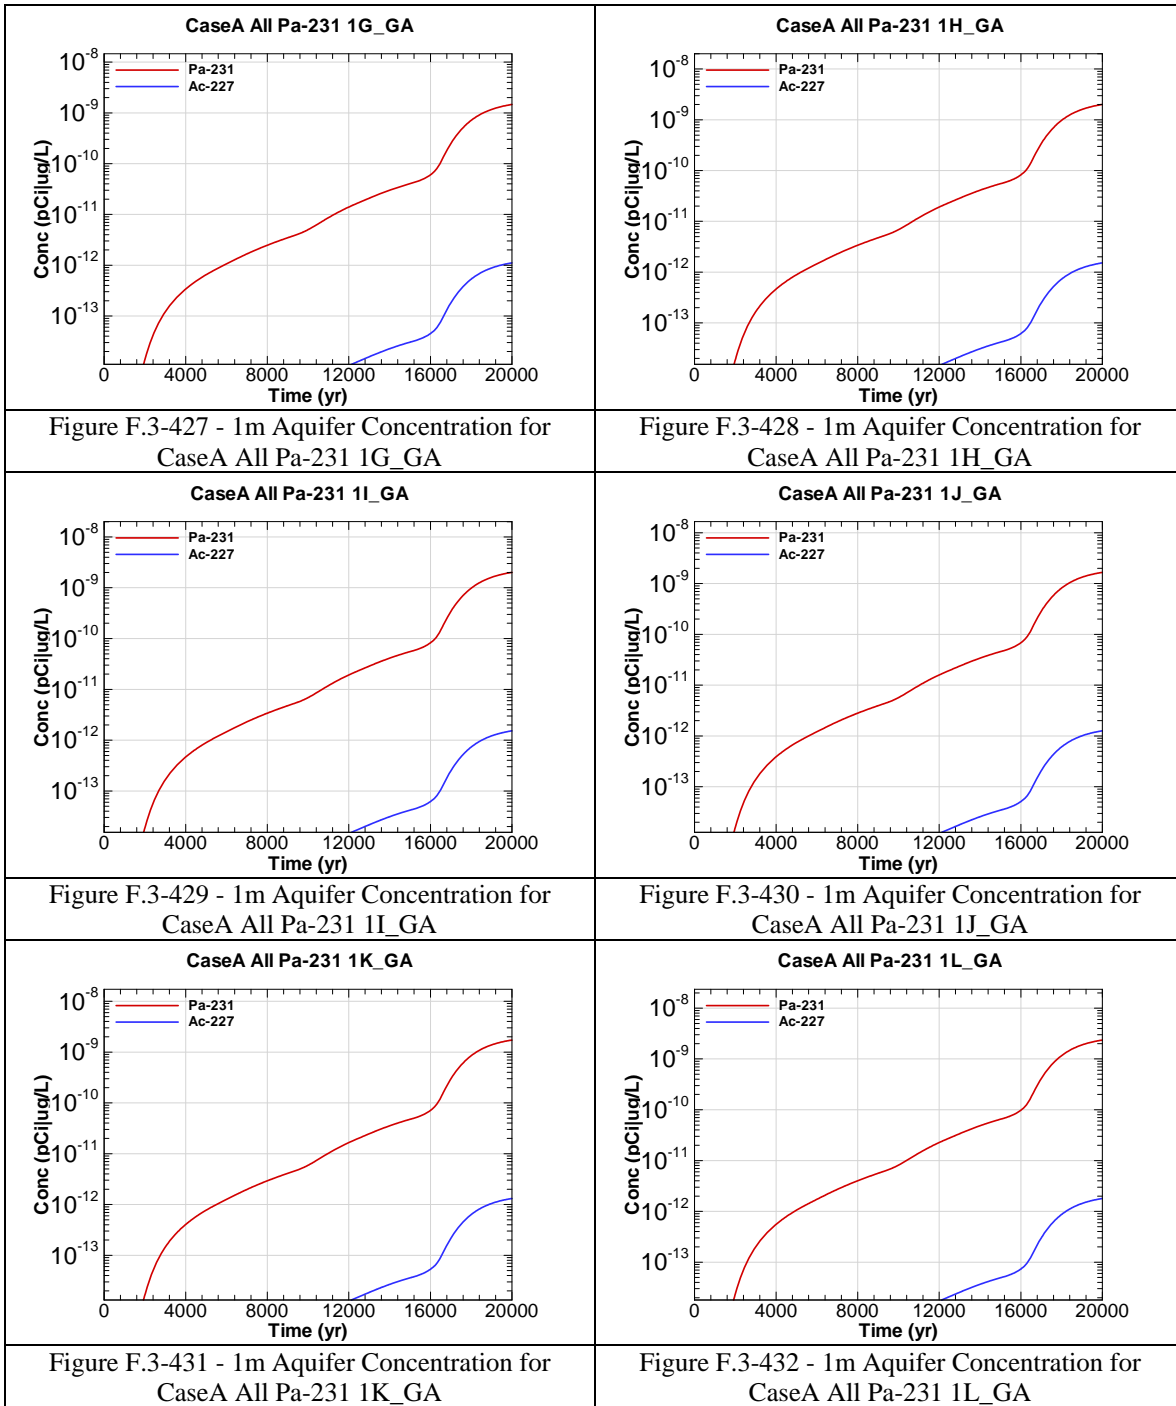 CaseA All Pa-231 1G_GA
Pa-231
Ac-227
10-8
10-9
10-10
10-11
10-12
10-13
Conc (pCi|ug/L)
0 4000 8000 12000 16000 20000
Time (yr)
Figure F.3-427 - 1m Aquifer Concentration for
CaseA All Pa-231 1G_GA
CaseA All Pa-231 1H_GA
Pa-231
Ac-227
10-8
10-9
10-10
10-11
10-12
10-13
Conc (pCi|ug/L)
0 4000 8000 12000 16000 20000
Time (yr)
Figure F.3-428 - 1m Aquifer Concentration for
CaseA All Pa-231 1H_GA
CaseA All Pa-231 1I_GA
Pa-231
Ac-227
10-8
10-9
10-10
10-11
10-12
10-13
Conc (pCi|ug/L)
0 4000 8000 12000 16000 20000
Time (yr)
Figure F.3-429 - 1m Aquifer Concentration for
CaseA All Pa-231 1I_GA
CaseA All Pa-231 1J_GA
Pa-231
Ac-227
10-8
10-9
10-10
10-11
10-12
10-13
Conc (pCi|ug/L)
0 4000 8000 12000 16000 20000
Time (yr)
Figure F.3-430 - 1m Aquifer Concentration for
CaseA All Pa-231 1J_GA
CaseA All Pa-231 1K_GA
Pa-231
Ac-227
10-8
10-9
10-10
10-11
10-12
10-13
Conc (pCi|ug/L)
0 4000 8000 12000 16000 20000
Time (yr)
Figure F.3-431 - 1m Aquifer Concentration for
CaseA All Pa-231 1K_GA
CaseA All Pa-231 1L_GA
Pa-231
Ac-227
10-8
10-9
10-10
10-11
10-12
10-13
Conc (pCi|ug/L)
0 4000 8000 12000 16000 20000
Time (yr)
Figure F.3-432 - 1m Aquifer Concentration for
CaseA All Pa-231 1L_GA